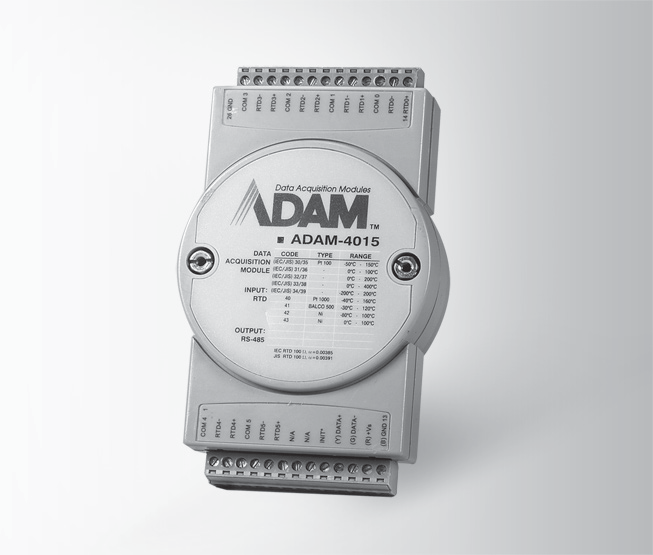 26 GND
COM 3
RTD3-
RTD3+
COM 2
RTD2-
RTD2+
COM 1
RTD1-
RTD1+
COM 0
RTD0-
14 RTD0+
Data Acquisition Modules
ADAM TM
ADAM-4015
DATA ACQUISITION MODULE
CODE TYPE RANGE
(IEC/JIS) 30/35 Pt 100 -50°C - 150°C
(IEC/JIS) 31/36 - 0°C - 100°C
(IEC/JIS) 32/37 - 0°C - 200°C
(IEC/JIS) 33/38 - 0°C - 400°C
INPUT: (IEC/JIS) 34/39 - -200°C - 200°C
RTD 40 Pt 1000 -40°C - 160°C
41 BALCO 500 -30°C - 120°C
42 Ni -80°C - 100°C
43 Ni 0°C - 100°C
OUTPUT:
RS-485
IEC RTD 100 α = 0.00385
JIS RTD 100 α = 0.00391
COM 4 1
RTD4-
RTD4+
COM 5
RTD5-
RTD5+
N/A
N/A
INIT*
(Y) DATA+
(G) DATA-
(R) +Vs
(B) GND 13